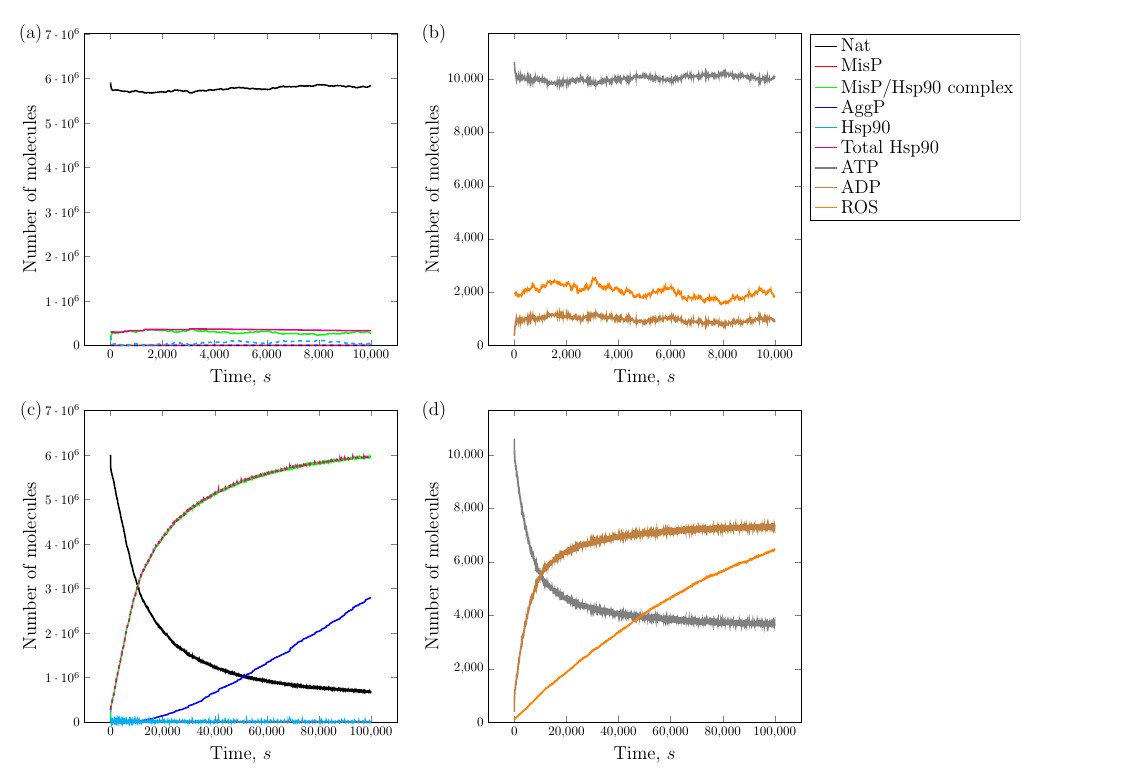 (a)
7 · 10⁶
6 · 10⁶
5 · 10⁶
4 · 10⁶
3 · 10⁶
2 · 10⁶
1 · 10⁶
0
Number of molecules
0 2,000 4,000 6,000 8,000 10,000
Time, s
(b)
10,000
8,000
6,000
4,000
2,000
0
Number of molecules
0 2,000 4,000 6,000 8,000 10,000
Time, s
Nat
MisP
MisP/Hsp90 complex
AggP
Hsp90
Total Hsp90
ATP
ADP
ROS
(c)
7 · 10⁶
6 · 10⁶
5 · 10⁶
4 · 10⁶
3 · 10⁶
2 · 10⁶
1 · 10⁶
0
Number of molecules
0 20,000 40,000 60,000 80,000 100,000
Time, s
(d)
10,000
8,000
6,000
4,000
2,000
0
Number of molecules
0 20,000 40,000 60,000 80,000 100,000
Time, s